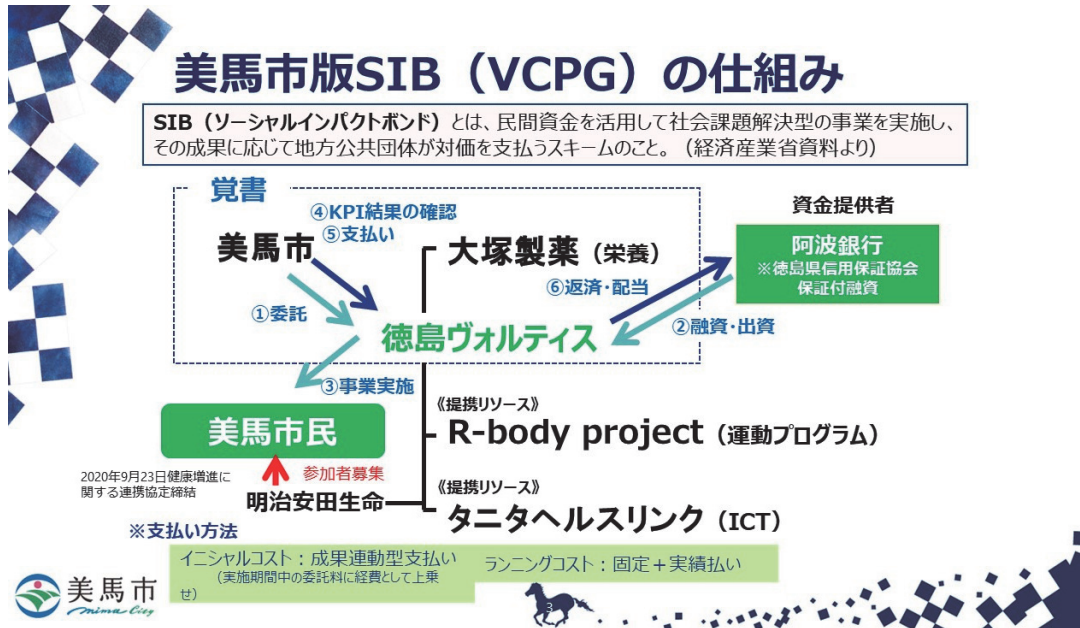 美馬市版SIB（VCPG）の仕組み
SIB（ソーシャルインパクトボンド）とは、民間資金を活用して社会課題解決型の事業を実施し、
その成果に応じて地方公共団体が対価を支払うスキームのこと。（経済産業省資料より）
覚書
④KPI結果の確認
⑤支払い
美馬市
大塚製薬（栄養）
資金提供者
阿波銀行
※徳島県信用保証協会
保証付融資
⑥返済・配当
①委託
②融資・出資
徳島ヴォルティス
③事業実施
美馬市民
《提携リソース》
R-body project（運動プログラム）
2020年9月23日健康増進に
関する連携協定締結
参加者募集
明治安田生命
《提携リソース》
タニタヘルスリンク（ICT）
※支払い方法
イニシャルコスト：成果連動型支払い
（実施期間中の委託料に経費として上乗
せ）
ランニングコスト：固定＋実績払い
美馬市
mima City
3